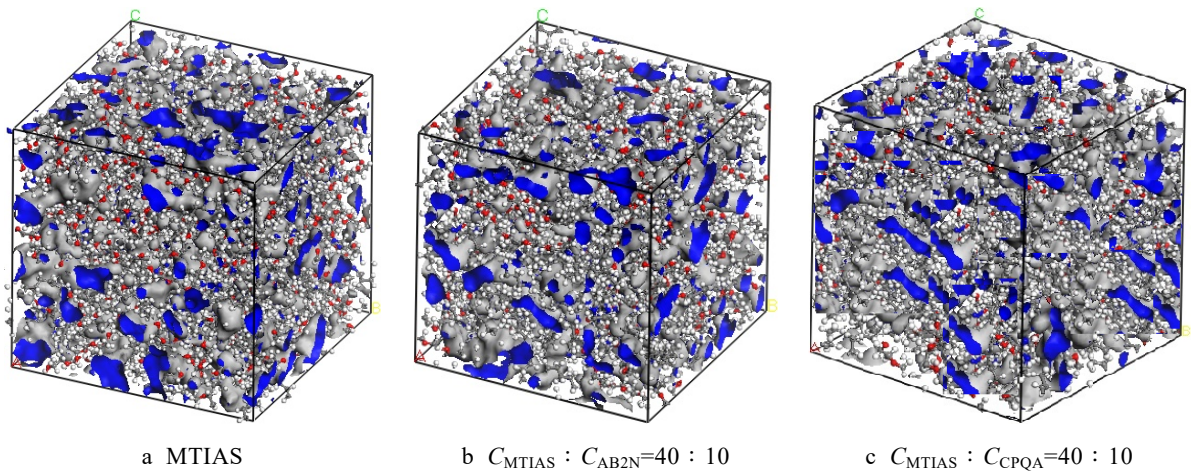 C
C
C
B
B
B
A
A
A
a MTIAS
b C_MTIAS : C_AB2N=40 : 10
c C_MTIAS : C_CPQA=40 : 10